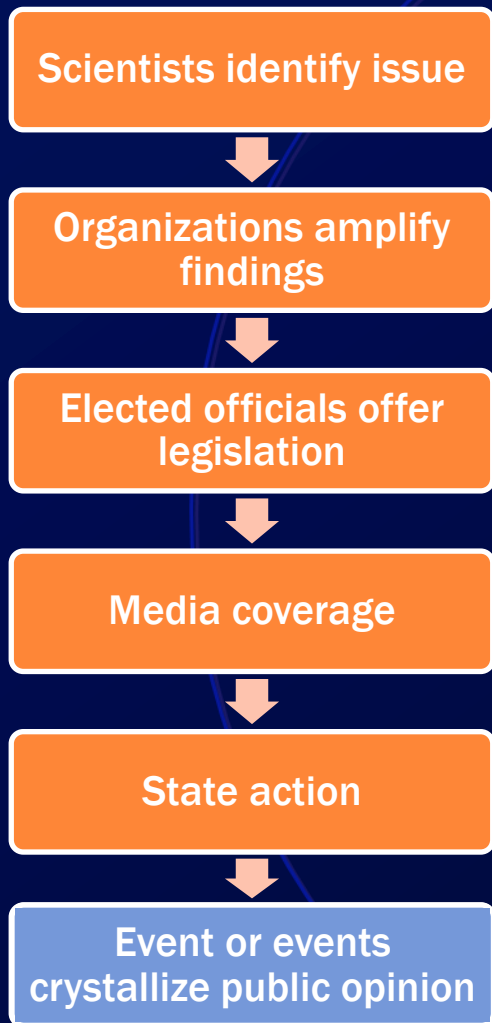 Scientists identify issue
Organizations amplify
findings
Elected officials offer
legislation
Media coverage
State action
Event or events
crystallize public opinion